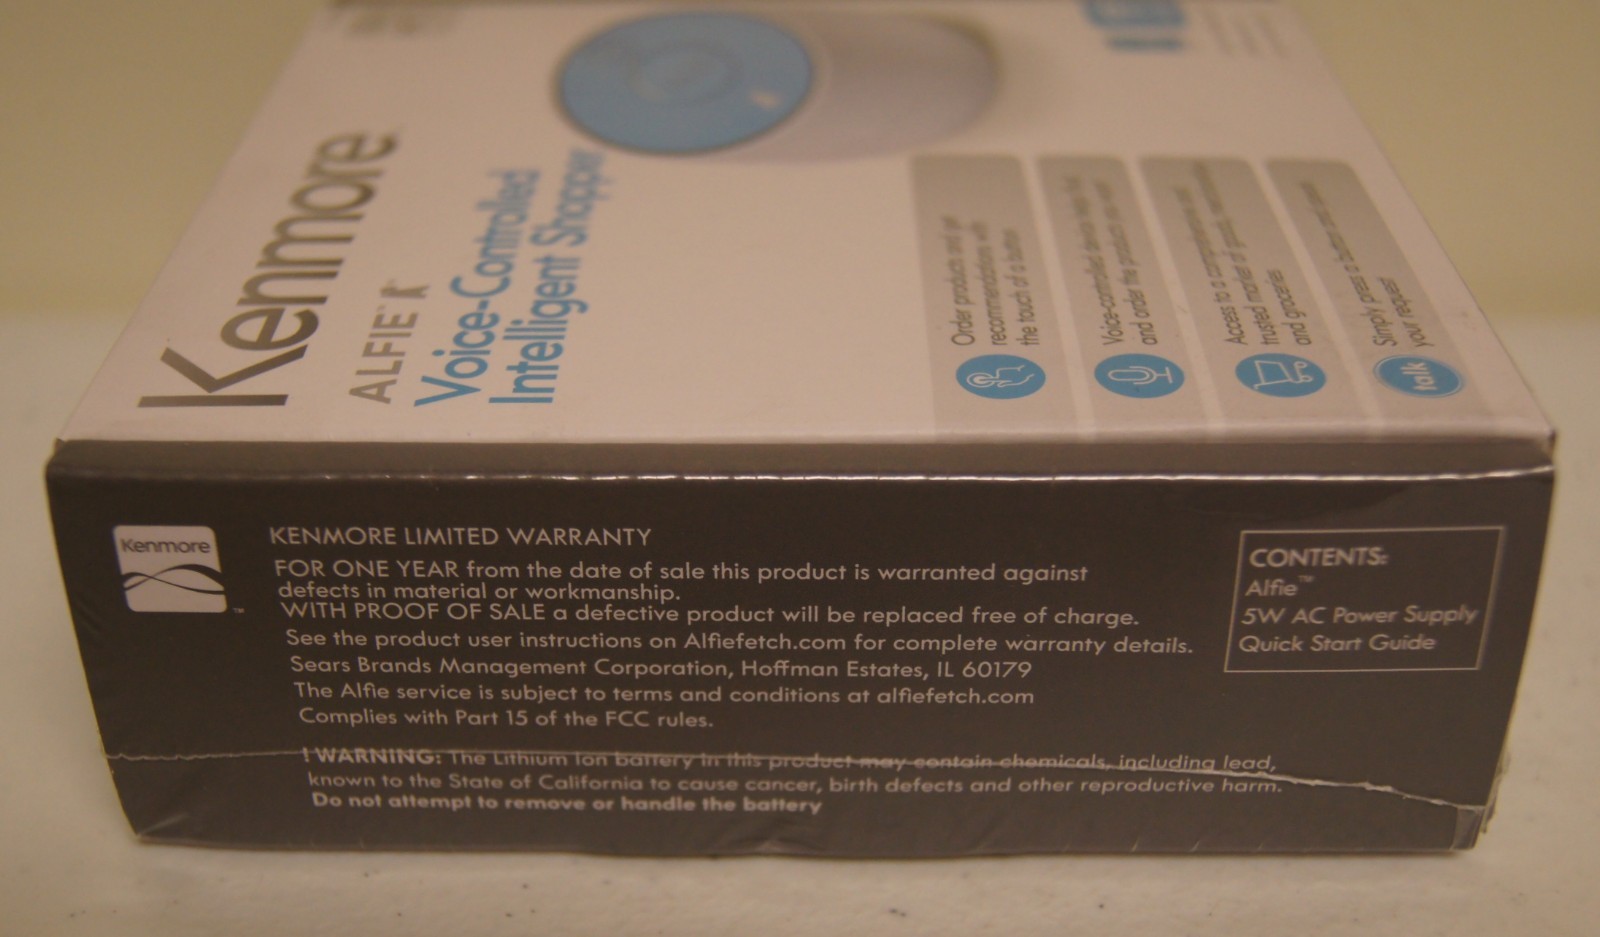 Kenmore
ALFIE
Voice-Controlled
Intelligent Shopper
Order products and get
recommendations with
the touch of a button
Voice-controlled device
and order the products you
Access to a comprehensive and
trusted market of goods,
and groceries
talk
Simply press a button and
your request
Kenmore
™
KENMORE LIMITED WARRANTY
FOR ONE YEAR from the date of sale this product is warranted against
defects in material or workmanship.
WITH PROOF OF SALE a defective product will be replaced free of charge.
See the product user instructions on Alfiefetch.com for complete warranty details.
Sears Brands Management Corporation, Hoffman Estates, IL 60179
The Alfie service is subject to terms and conditions at alfiefetch.com
Complies with Part 15 of the FCC rules.
! WARNING: The Lithium Ion battery in this product may contain chemicals, including lead,
known to the State of California to cause cancer, birth defects and other reproductive harm.
Do not attempt to remove or handle the battery
CONTENTS:
Alfie™
5W AC Power Supply
Quick Start Guide